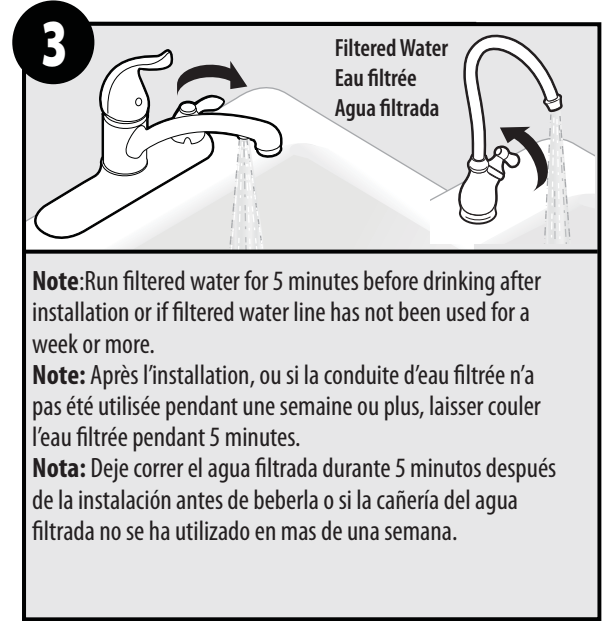 3
Filtered Water
Eau filtrée
Agua filtrada
Note:Run filtered water for 5 minutes before drinking after
installation or if filtered water line has not been used for a
week or more.
Note: Après l'installation, ou si la conduite d'eau filtrée n'a
pas été utilisée pendant une semaine ou plus, laisser couler
l'eau filtrée pendant 5 minutes.
Nota: Deje correr el agua filtrada durante 5 minutos después
de la instalación antes de beberla o si la cañería del agua
filtrada no se ha utilizado en mas de una semana.